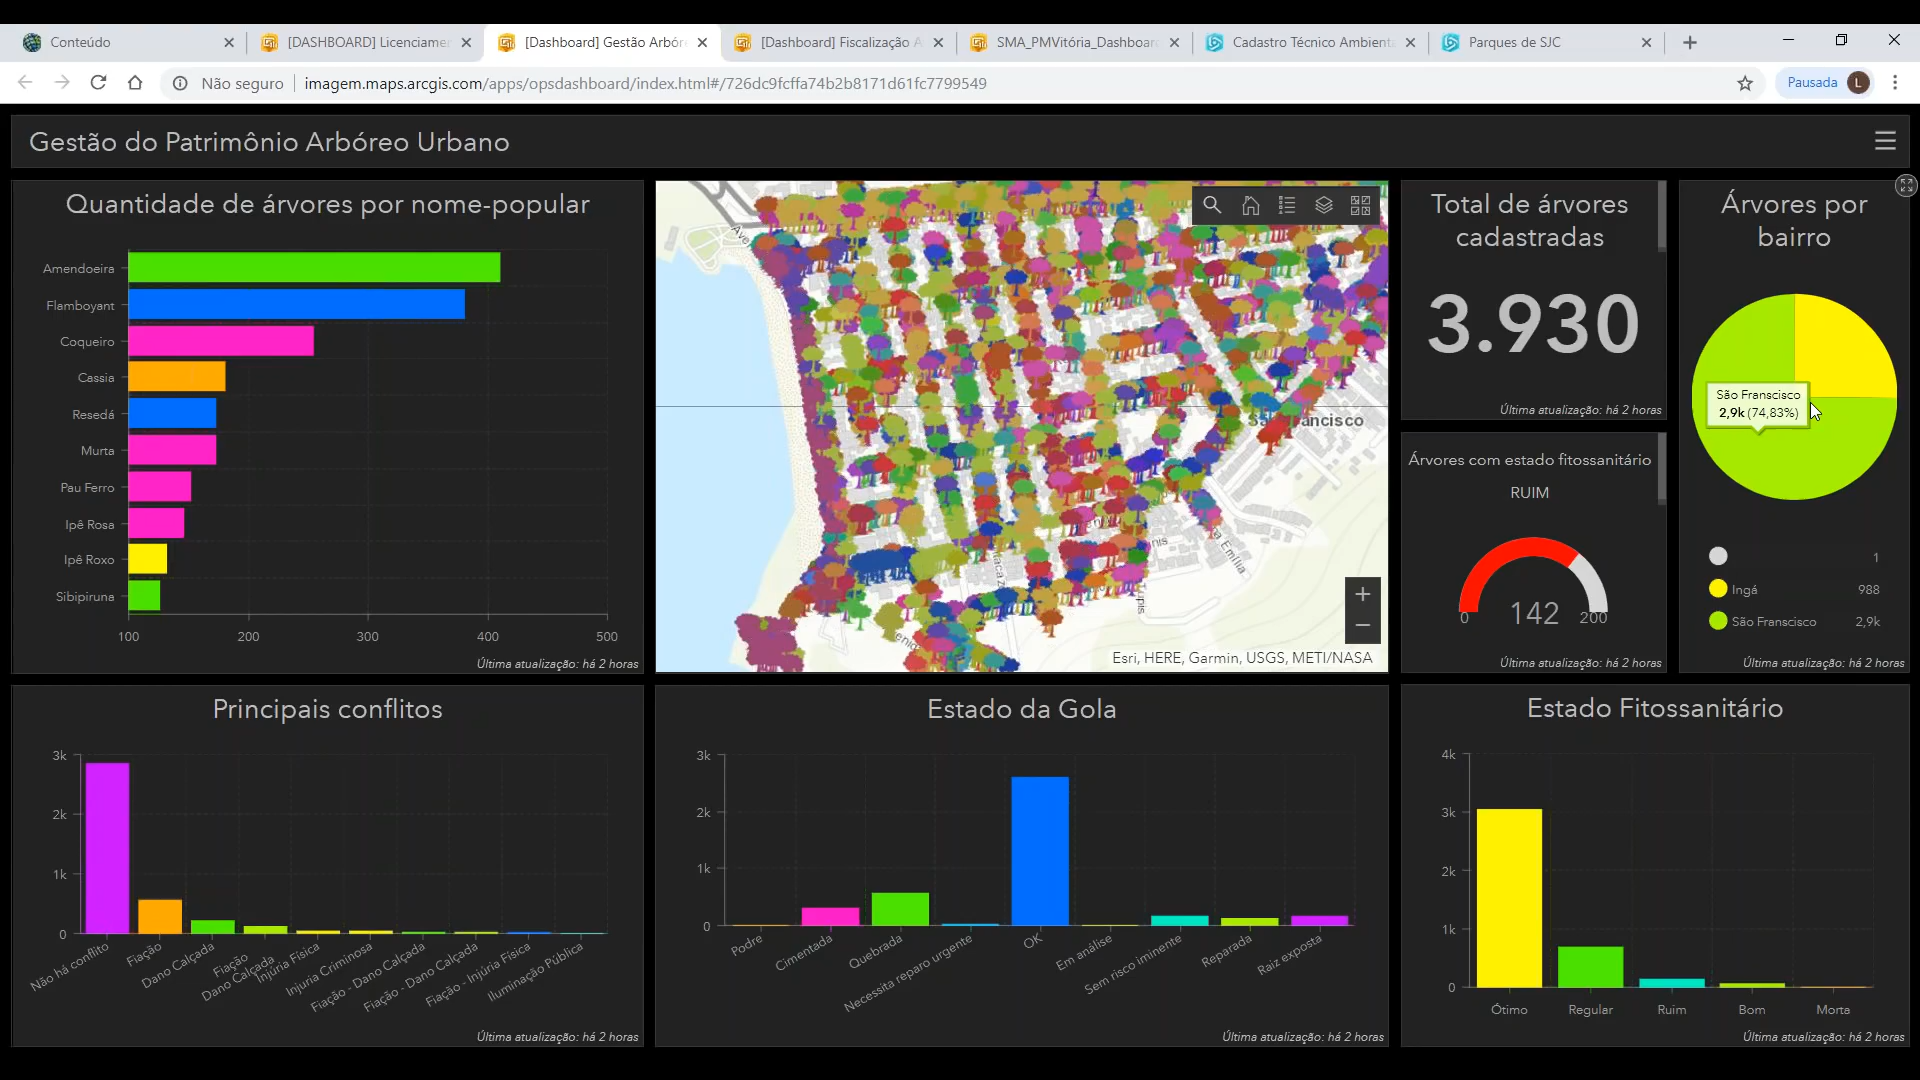 Conteúdo
[DASHBOARD] Licenciamen
[Dashboard] Gestão Arbór
[Dashboard] Fiscalização A
SMA_PMVitória_Dashboard
Cadastro Técnico Ambienta
Parques de SJC
Não seguro
imagem.maps.arcgis.com/apps/opsdashboard/index.html#/726dc9fcffa74b2b8171d61fc7799549
Pausada
L
Gestão do Patrimônio Arbóreo Urbano
Quantidade de árvores por nome-popular
Amendoeira
Flamboyant
Coqueiro
Cassia
Resedá
Murta
Pau Ferro
Ipê Rosa
Ipê Roxo
Sibipiruna
100 200 300 400 500
Última atualização: há 2 horas
Esri, HERE, Garmin, USGS, METI/NASA
Total de árvores
cadastradas
3.930
Última atualização: há 2 horas
Árvores com estado fitossanitário
RUIM
0 142 200
Última atualização: há 2 horas
Árvores por
bairro
São Franscisco
2,9k (74,83%)
1
Ingá 988
São Franscisco 2,9k
Última atualização: há 2 horas
Principais conflitos
3k
2k
1k
0
Não há conflito
Fiação
Dano Calçada
Fiação
Dano Calçada
Injúria Física
Injuria Criminosa
Fiação - Dano Calçada
Fiação - Dano Calçada
Fiação - Injúria Física
Iluminação Pública
Última atualização: há 2 horas
Estado da Gola
3k
2k
1k
0
Podre
Cimentada
Quebrada
Necessita reparo urgente
OK
Em análise
Sem risco iminente
Reparada
Raiz exposta
Última atualização: há 2 horas
Estado Fitossanitário
4k
3k
2k
1k
0
Ótimo
Regular
Ruim
Bom
Morta
Última atualização: há 2 horas